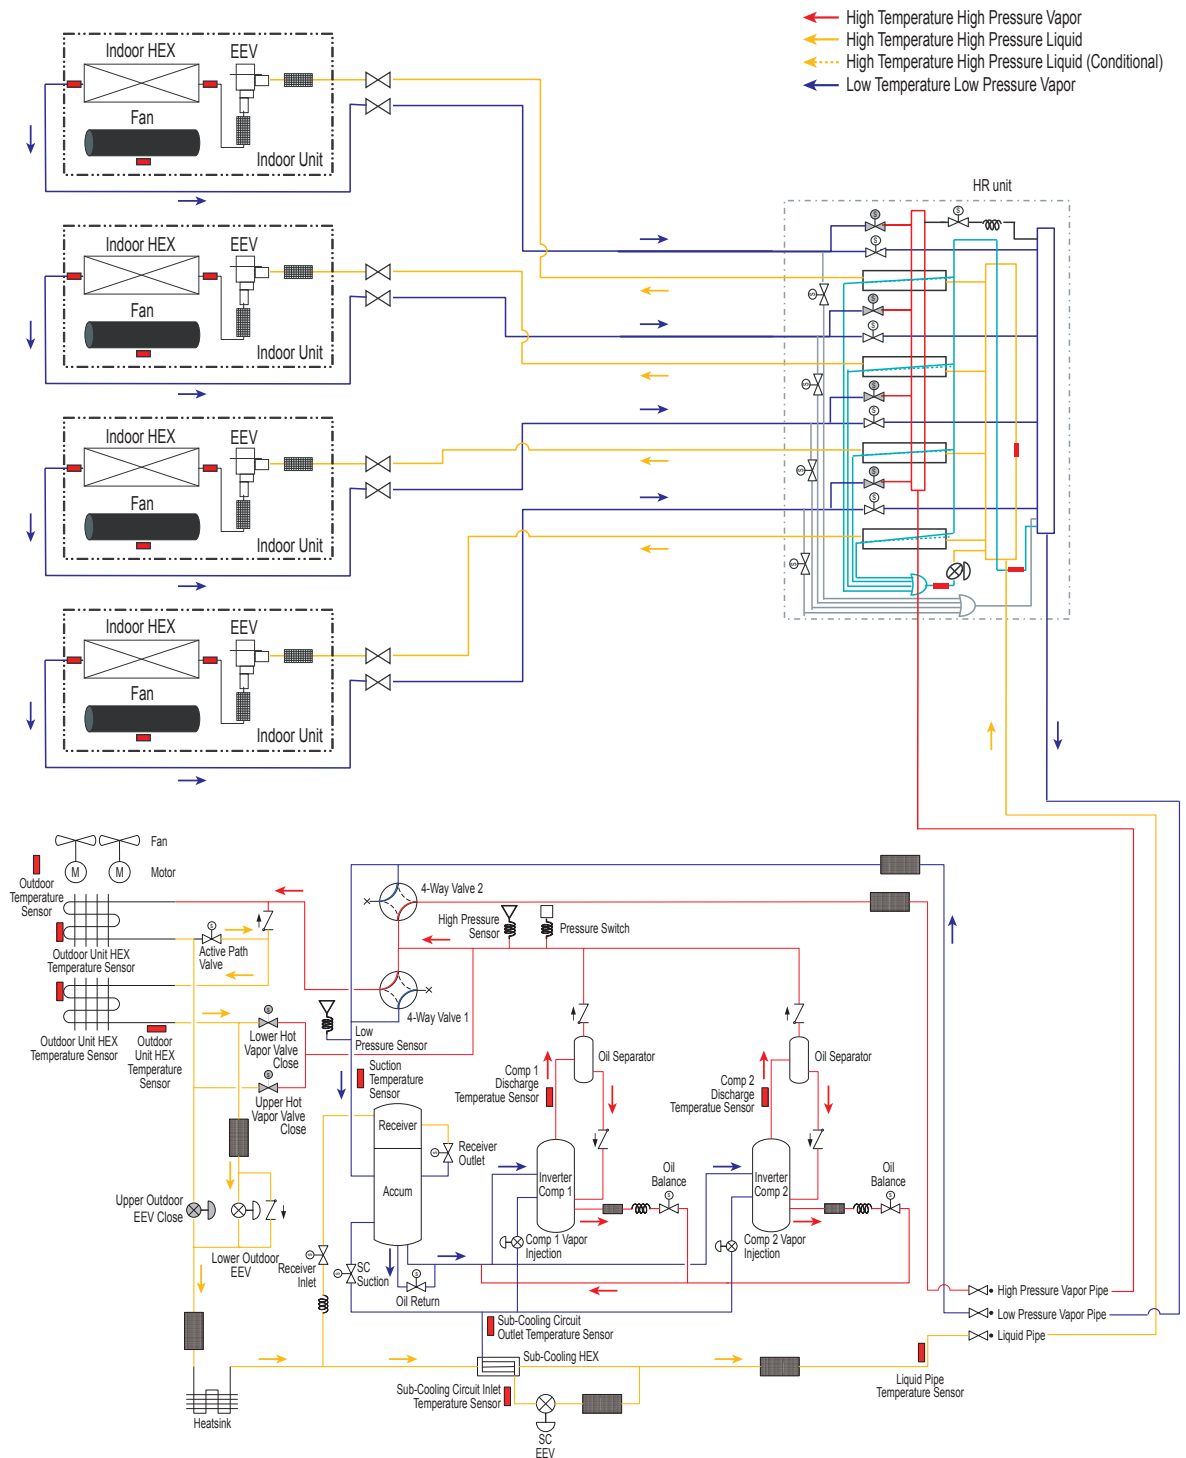 High Temperature High Pressure Vapor
High Temperature High Pressure Liquid
High Temperature High Pressure Liquid (Conditional)
Low Temperature Low Pressure Vapor
Indoor HEX
EEV
Fan
Indoor Unit
HR unit
Indoor HEX
EEV
Fan
Indoor Unit
Indoor HEX
EEV
Fan
Indoor Unit
Indoor HEX
EEV
Fan
Indoor Unit
Fan
M
M
Motor
Outdoor
Temperature
Sensor
4-Way Valve 2
High Pressure
Sensor
Pressure Switch
Outdoor Unit HEX
Temperature Sensor
Active Path
Valve
4-Way Valve 1
Low
Pressure Sensor
Outdoor Unit HEX
Temperature Sensor
Outdoor
Unit HEX
Temperature
Sensor
Lower Hot
Vapor Valve
Close
Upper Hot
Vapor Valve
Close
Suction
Temperature
Sensor
Comp 1
Discharge
Temperatue Sensor
Oil Separator
Comp 2
Discharge
Temperatue Sensor
Oil Separator
Receiver
Receiver
Outlet
Accum
Inverter
Comp 1
Oil
Balance
Inverter
Comp 2
Oil
Balance
Upper Outdoor
EEV Close
Lower Outdoor
EEV
Receiver
Inlet
SC
Suction
Oil Return
Comp 1 Vapor
Injection
Comp 2 Vapor
Injection
High Pressure Vapor Pipe
Low Pressure Vapor Pipe
Liquid Pipe
Sub-Cooling Circuit
Outlet Temperature Sensor
Sub-Cooling HEX
Sub-Cooling Circuit Inlet
Temperature Sensor
Liquid Pipe
Temperature Sensor
Heatsink
SC
EEV